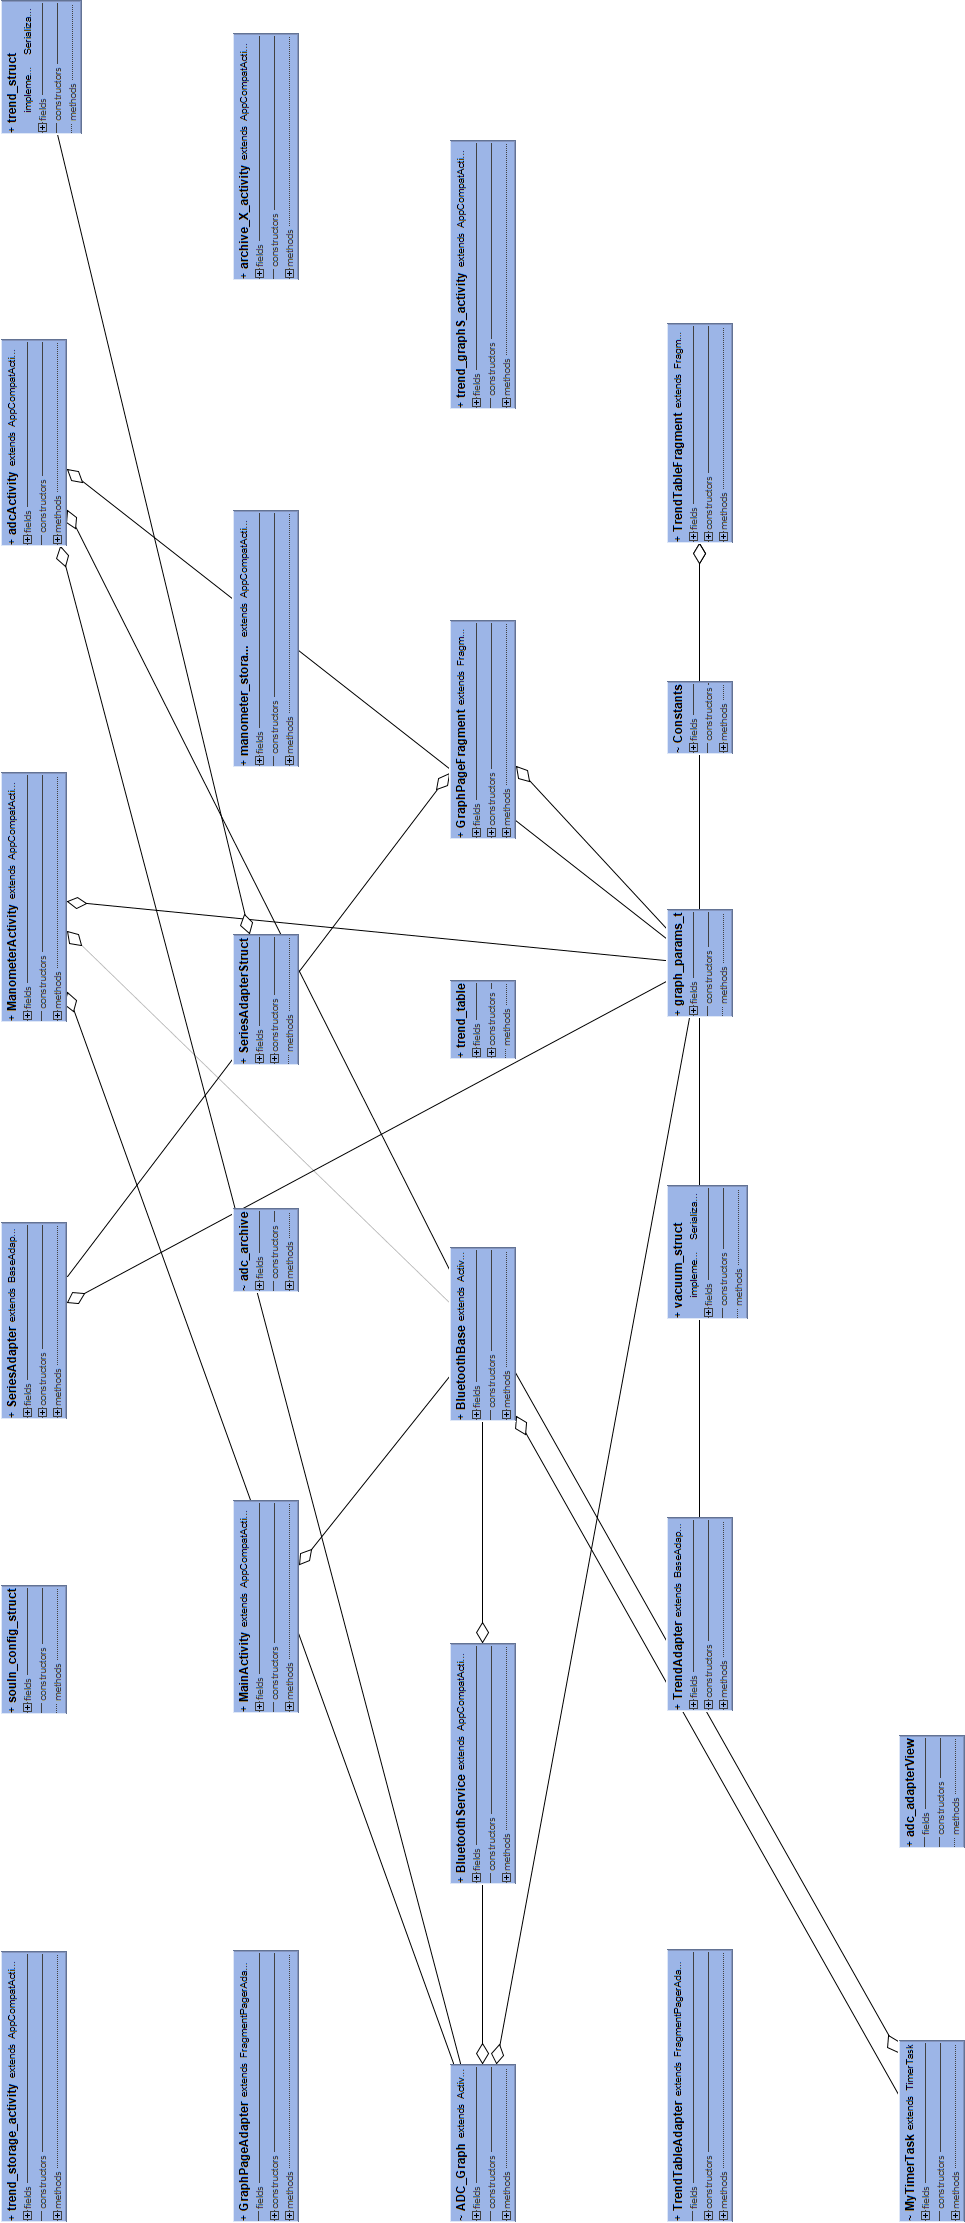 + trend_struct
impleme... Serializa...
fields
constructors
methods
+ adcActivity extends AppCompatActi...
fields
constructors
methods
+ ManometerActivity extends AppCompatActi...
fields
constructors
methods
+ SeriesAdapter extends BaseAdap...
fields
constructors
methods
+ souIn_config_struct
fields
constructors
methods
+ trend_storage_activity extends AppCompatActi...
fields
constructors
methods
+ archive_X_activity extends AppCompatActi...
fields
constructors
methods
+ manometer_stora... extends AppCompatActi...
fields
constructors
methods
+ SeriesAdapterStruct
fields
constructors
methods
~ adc_archive
fields
constructors
methods
+ MainActivity extends AppCompatActi...
fields
constructors
methods
+ GraphPageAdapter extends FragmentPagerAda...
fields
constructors
methods
+ trend_graphS_activity extends AppCompatActi...
fields
constructors
methods
+ GraphPageFragment extends Fragm...
fields
constructors
methods
+ trend_table
fields
constructors
methods
+ BluetoothBase extends Activ...
fields
constructors
methods
+ BluetoothService extends AppCompatActi...
fields
constructors
methods
~ ADC_Graph extends Activ...
fields
constructors
methods
+ TrendTableFragment extends Fragm...
fields
constructors
methods
~ Constants
fields
constructors
methods
+ graph_params_t
fields
constructors
methods
+ vacuum_struct
impleme... Serializa...
fields
constructors
methods
+ TrendAdapter extends BaseAdap...
fields
constructors
methods
+ TrendTableAdapter extends FragmentPagerAda...
fields
constructors
methods
+ adc_adapterView
fields
constructors
methods
~ MyTimerTask extends TimerTask
fields
constructors
methods